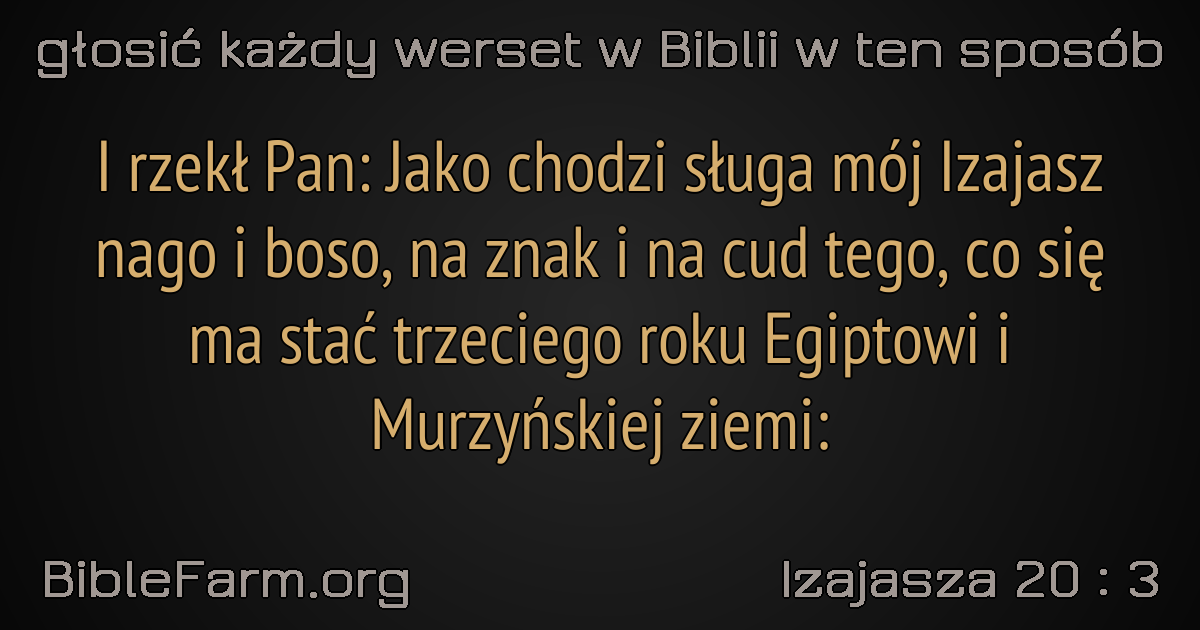 głosić każdy werset w Biblii w ten sposób
I rzekł Pan: Jako chodzi sługa mój Izajasz
nago i boso, na znak i na cud tego, co się
ma stać trzeciego roku Egiptowi i
Murzyńskiej ziemi:
BibleFarm.org
Izajasza 20 : 3